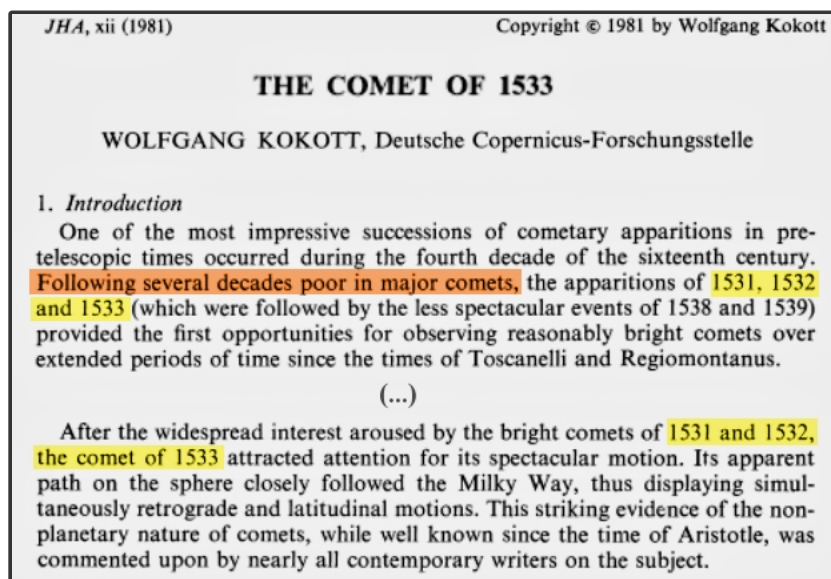 JHA, xii (1981)
Copyright © 1981 by Wolfgang Kokott
THE COMET OF 1533
WOLFGANG KOKOTT, Deutsche Copernicus-Forschungsstelle
1. Introduction
One of the most impressive successions of cometary apparitions in pre-
telescopic times occurred during the fourth decade of the sixteenth century.
Following several decades poor in major comets, the apparitions of 1531, 1532
and 1533 (which were followed by the less spectacular events of 1538 and 1539)
provided the first opportunities for observing reasonably bright comets over
extended periods of time since the times of Toscanelli and Regiomontanus.
(...)
After the widespread interest aroused by the bright comets of 1531 and 1532,
the comet of 1533 attracted attention for its spectacular motion. Its apparent
path on the sphere closely followed the Milky Way, thus displaying simul-
taneously retrograde and latitudinal motions. This striking evidence of the non-
planetary nature of comets, while well known since the time of Aristotle, was
commented upon by nearly all contemporary writers on the subject.